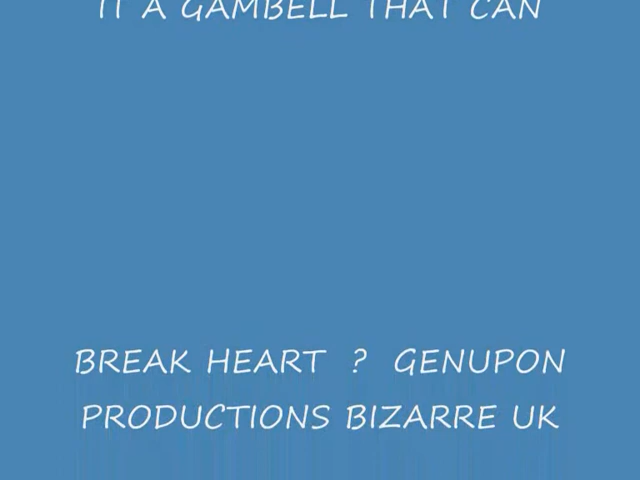 IT A GAMBELL THAT CAN
BREAK HEART ? GENUPON
PRODUCTIONS BIZARRE UK